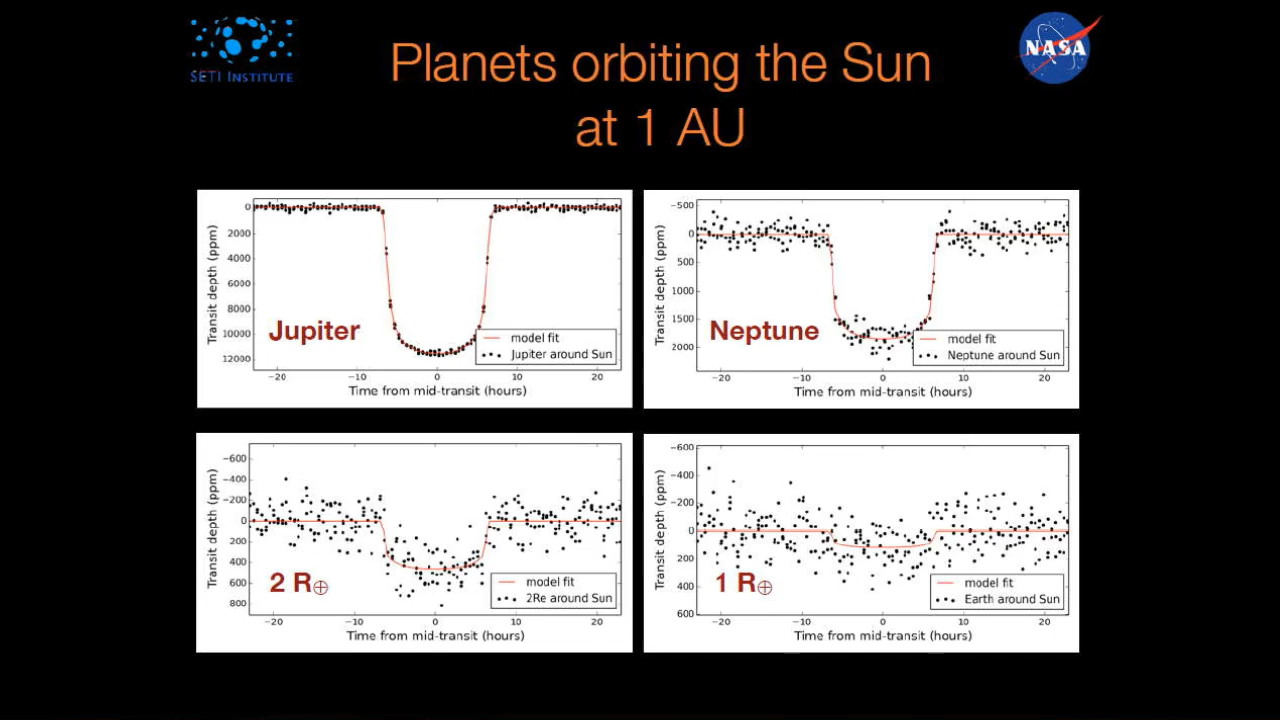 SETI INSTITUTE
NASA
Planets orbiting the Sun
at 1 AU
Transit depth (ppm)
0
2000
4000
6000
8000
10000
12000
Jupiter
model fit
Jupiter around Sun
−20
−10
0
10
20
Time from mid-transit (hours)
Transit depth (ppm)
−500
0
500
1000
1500
2000
Neptune
model fit
Neptune around Sun
−20
−10
0
10
20
Time from mid-transit (hours)
Transit depth (ppm)
−600
−400
−200
0
200
400
600
800
2 R⊕
model fit
2Re around Sun
−20
−10
0
10
20
Time from mid-transit (hours)
Transit depth (ppm)
−600
−400
−200
0
200
400
600
1 R⊕
model fit
Earth around Sun
−20
−10
0
10
20
Time from mid-transit (hours)